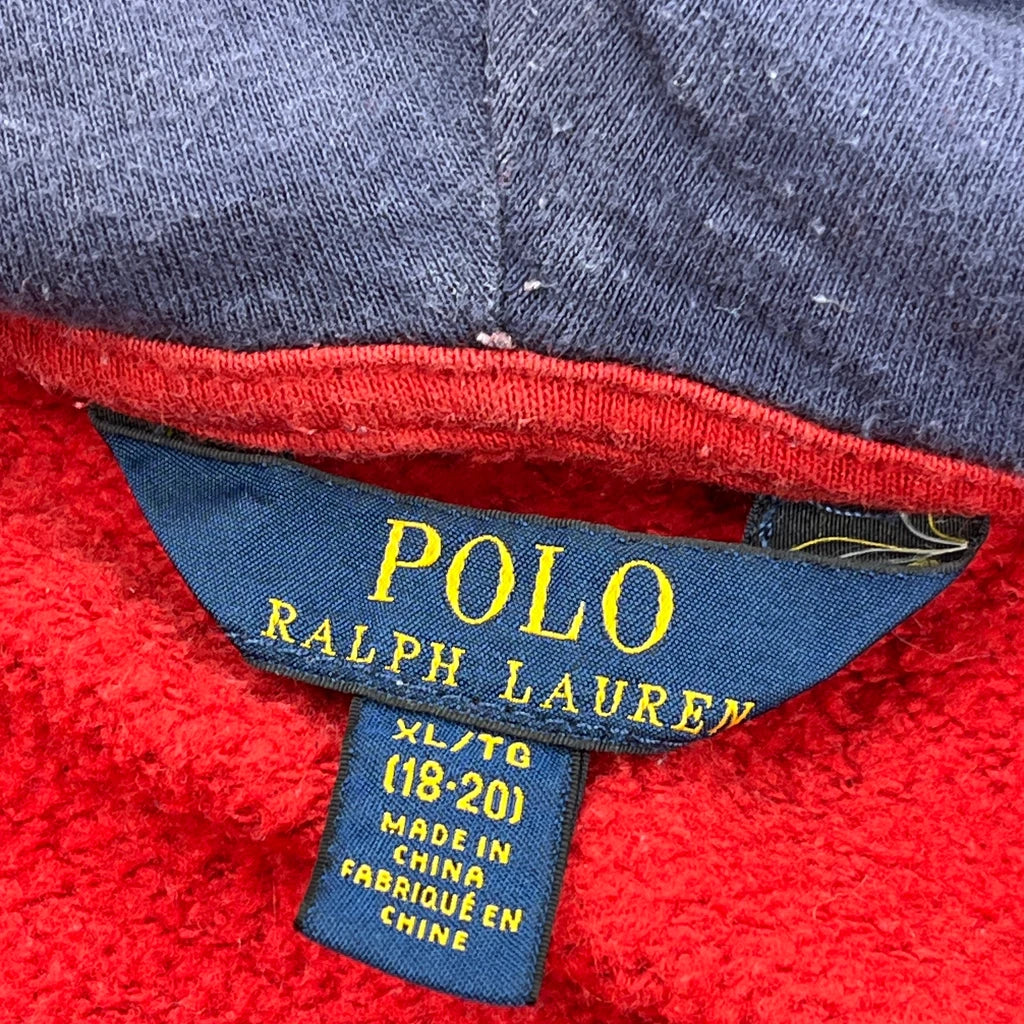 POLO
RALPH LAUREN
XL/TG
(18-20)
MADE IN
CHINA
FABRIQUÉ EN
CHINE